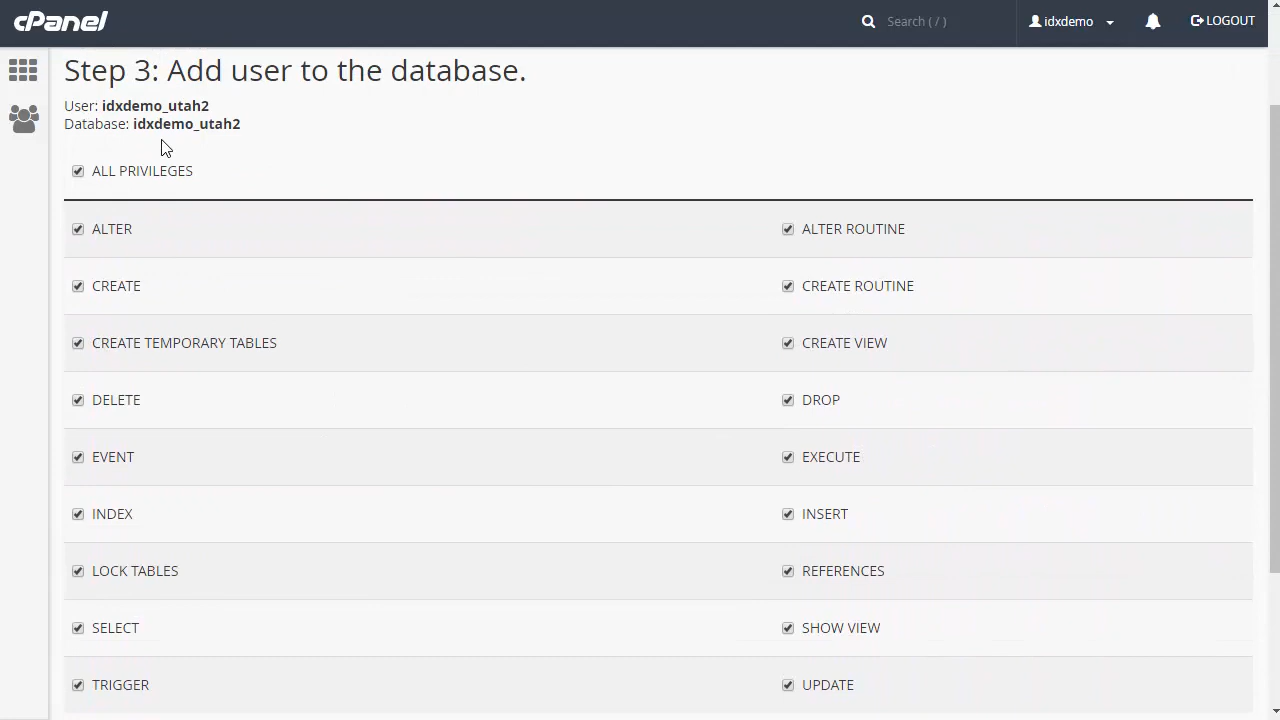 cPanel
Search ( / )
idxdemo
LOGOUT
Step 3: Add user to the database.
User: idxdemo_utah2
Database: idxdemo_utah2
ALL PRIVILEGES
ALTER
ALTER ROUTINE
CREATE
CREATE ROUTINE
CREATE TEMPORARY TABLES
CREATE VIEW
DELETE
DROP
EVENT
EXECUTE
INDEX
INSERT
LOCK TABLES
REFERENCES
SELECT
SHOW VIEW
TRIGGER
UPDATE